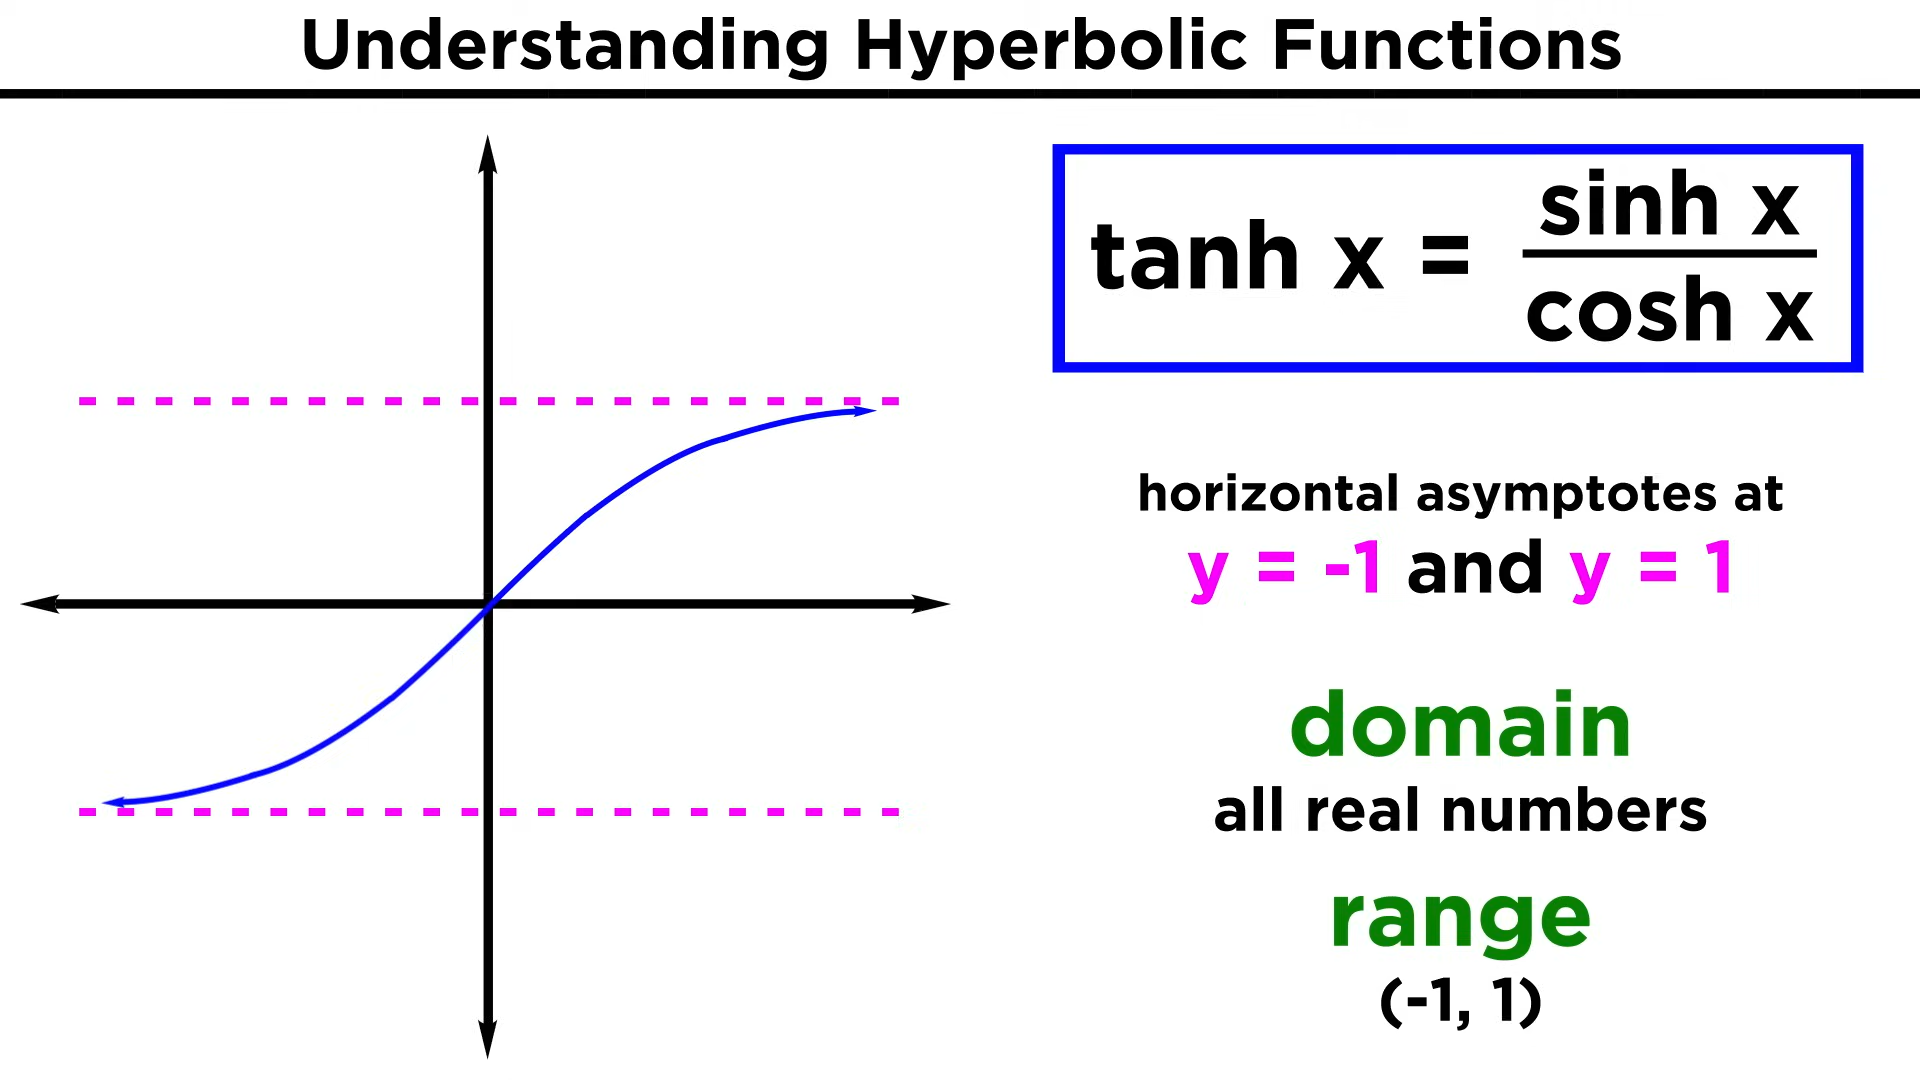 Understanding Hyperbolic Functions
tanh x = sinh x / cosh x
horizontal asymptotes at
y = -1 and y = 1
domain
all real numbers
range
(-1, 1)